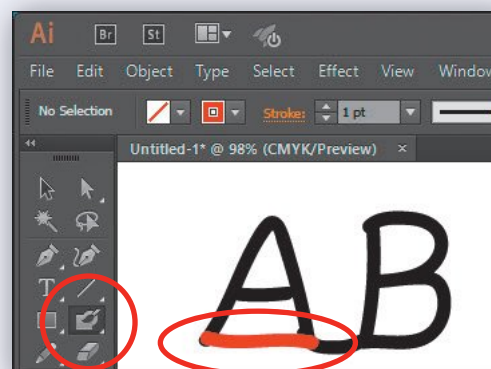 Ai Br St
File Edit Object Type Select Effect View Window
No Selection Stroke: 1 pt
Untitled-1* @ 98% (CMYK/Preview) ×
T
AB